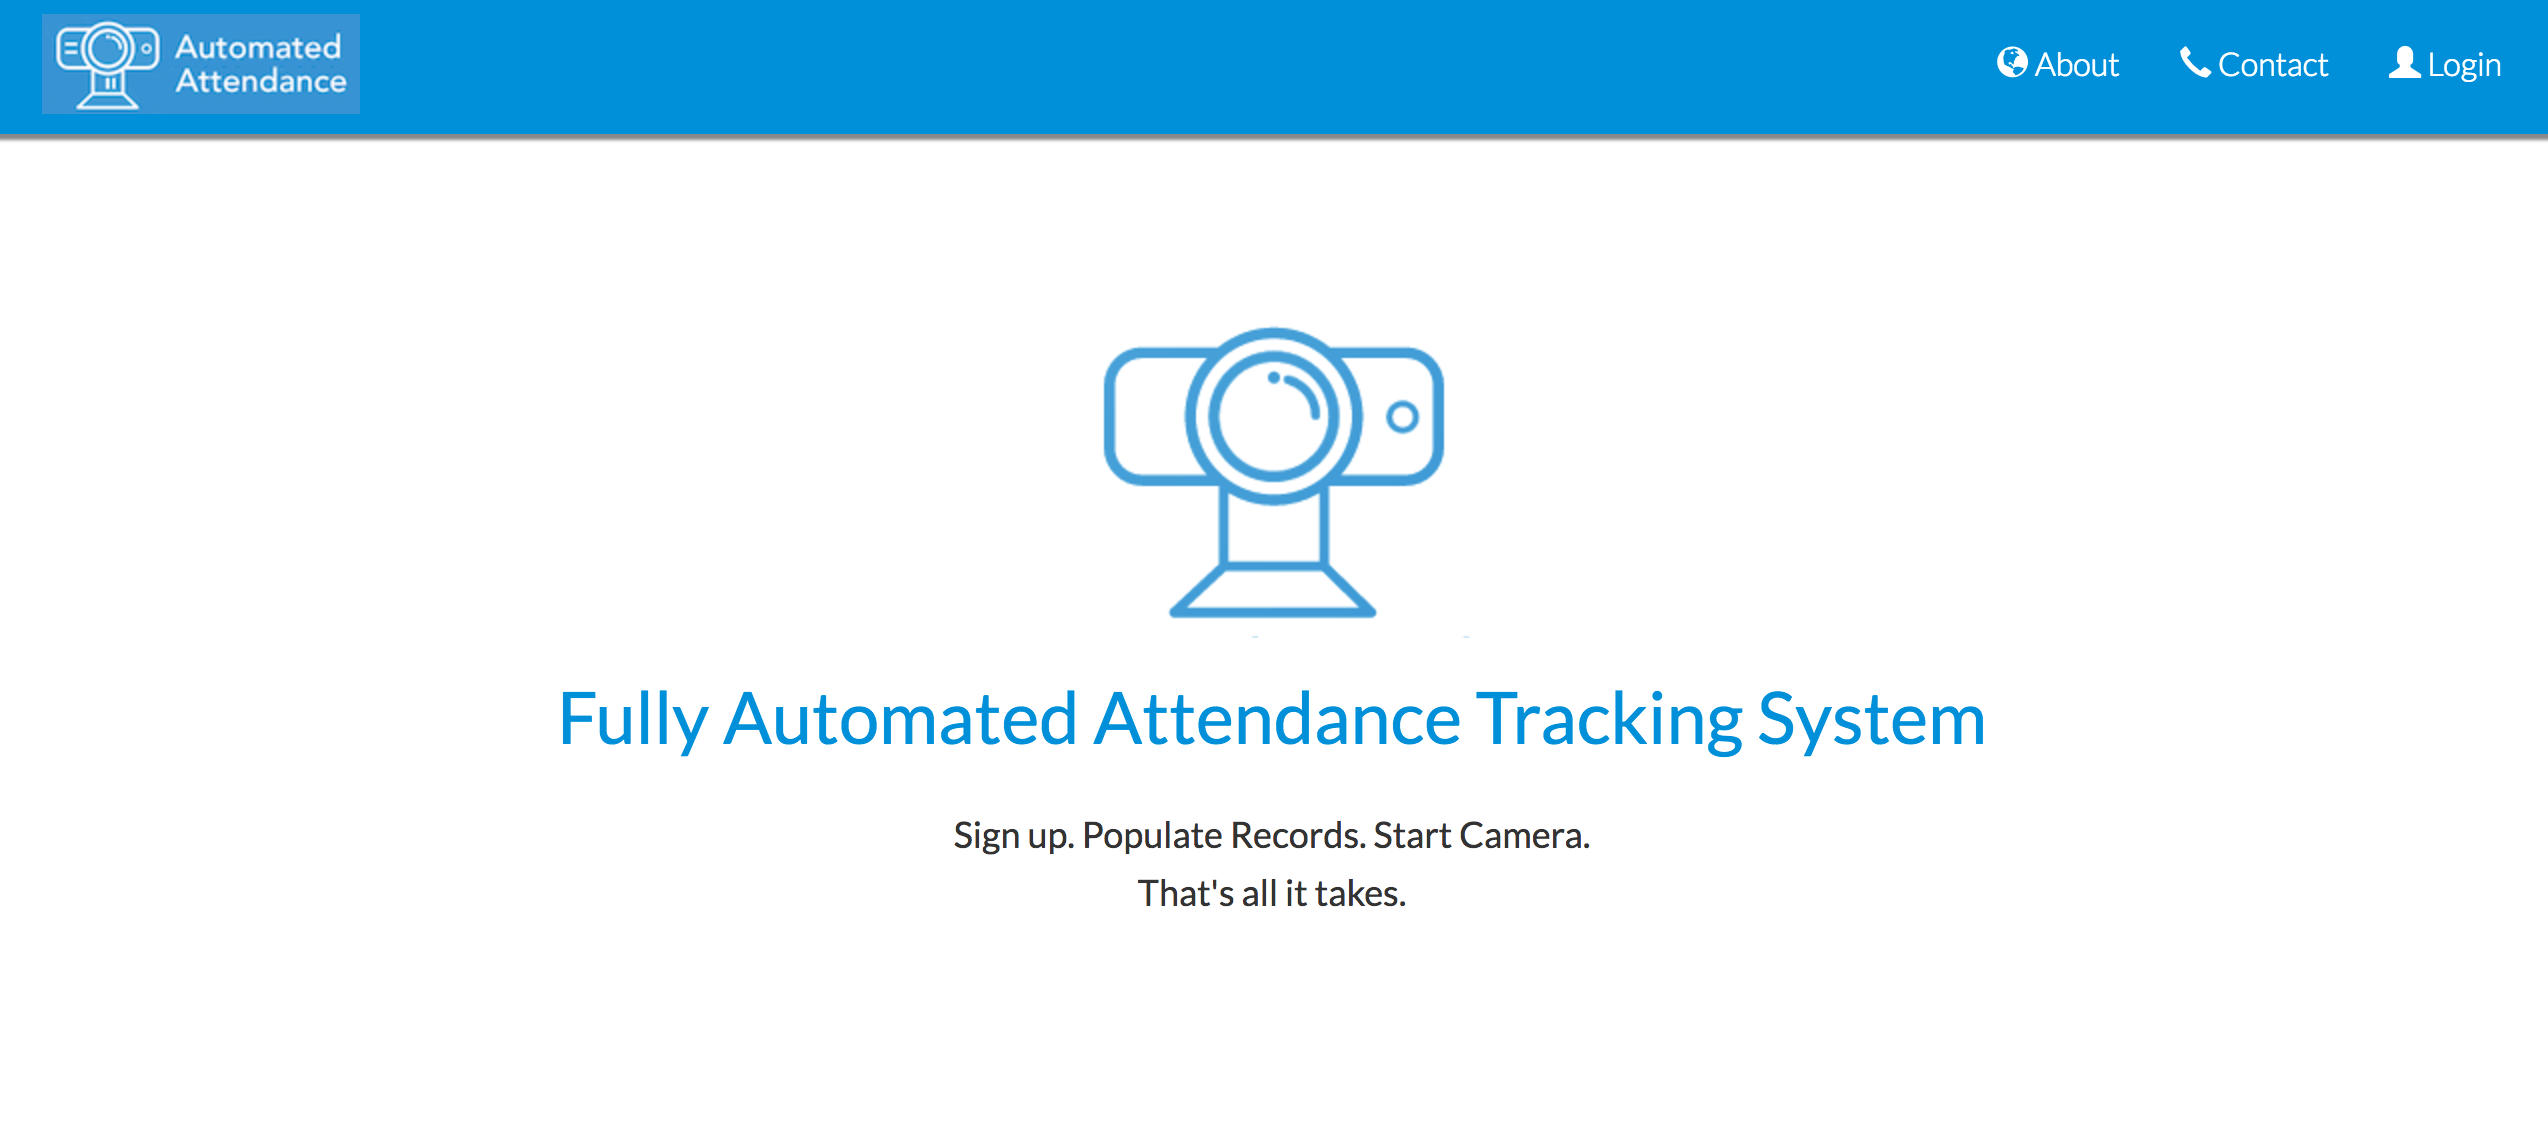 Automated
Attendance
About
Contact
Login
Fully Automated Attendance Tracking System
Sign up. Populate Records. Start Camera.
That's all it takes.